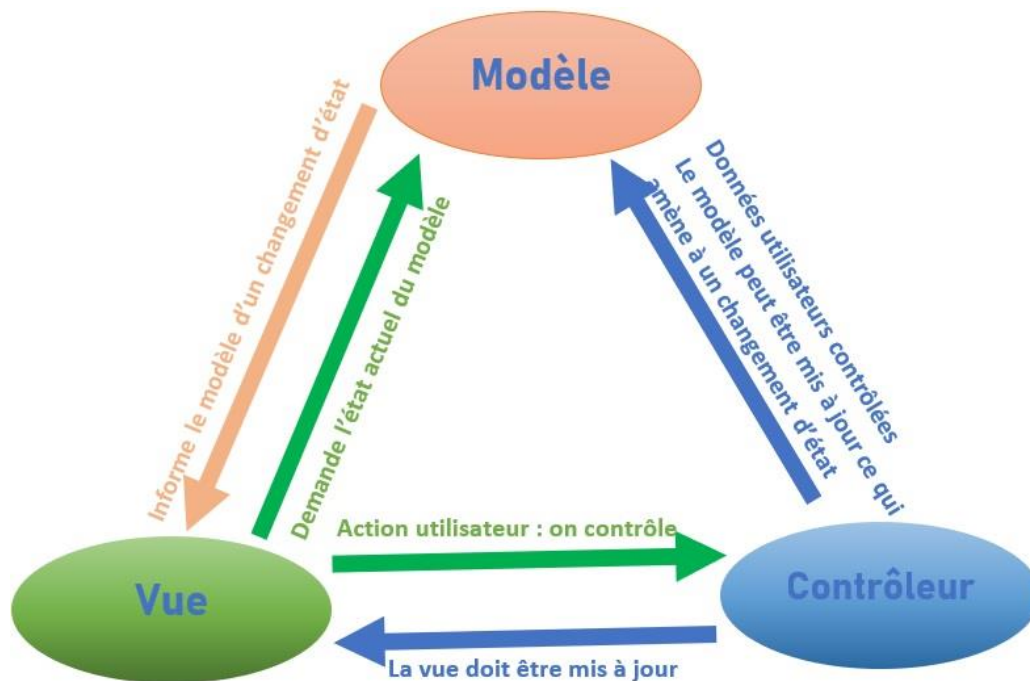 Modèle
Informe le modèle d'un changement d'état
Demande l'état actuel du modèle
Données utilisateurs contrôlées
Le modèle peut être mis à jour ce qui
amène à un changement d'état
Action utilisateur : on contrôle
Vue
Contrôleur
La vue doit être mis à jour